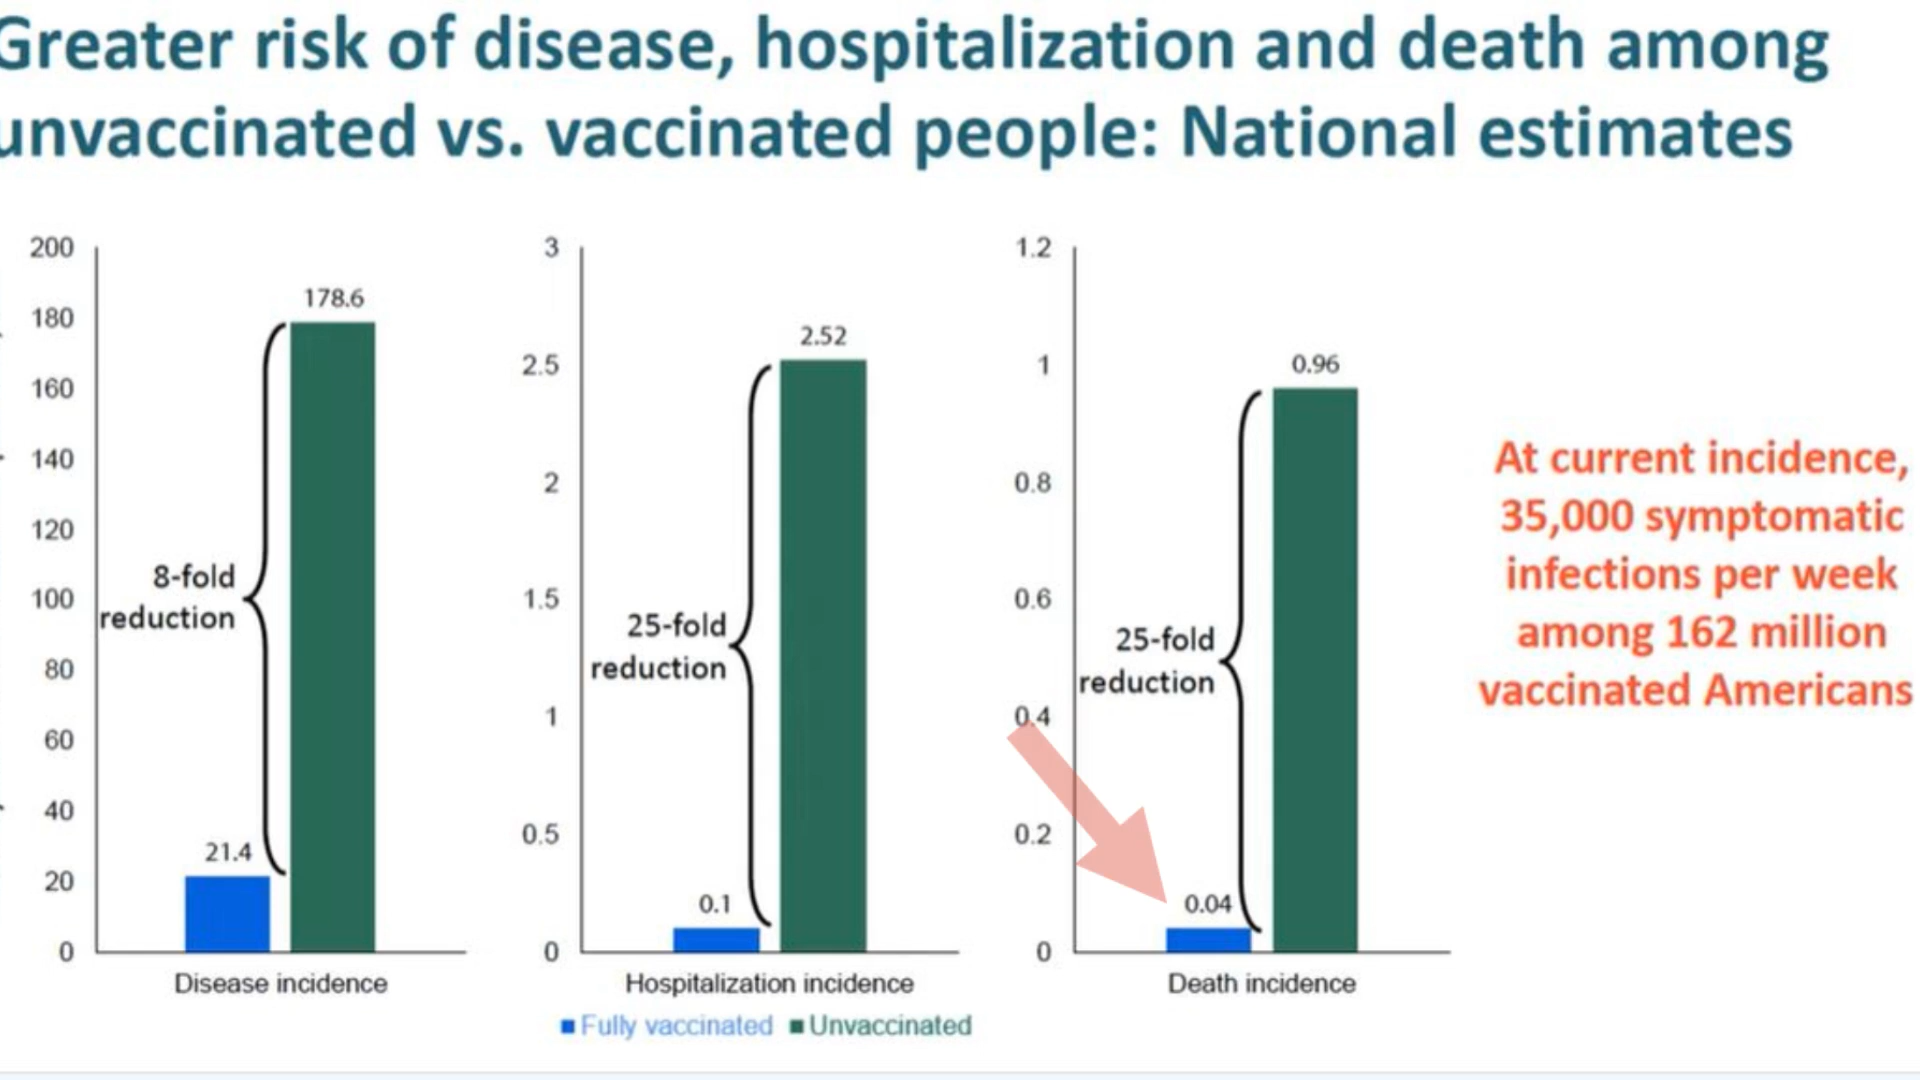 Greater risk of disease, hospitalization and death among
unvaccinated vs. vaccinated people: National estimates
200
180
160
140
120
100
80
60
40
20
0
178.6
8-fold
reduction
21.4
Disease incidence
3
2.5
2
1.5
1
0.5
0
2.52
25-fold
reduction
0.1
Hospitalization incidence
1.2
1
0.8
0.6
0.4
0.2
0
0.96
25-fold
reduction
0.04
Death incidence
At current incidence,
35,000 symptomatic
infections per week
among 162 million
vaccinated Americans
Fully vaccinated Unvaccinated